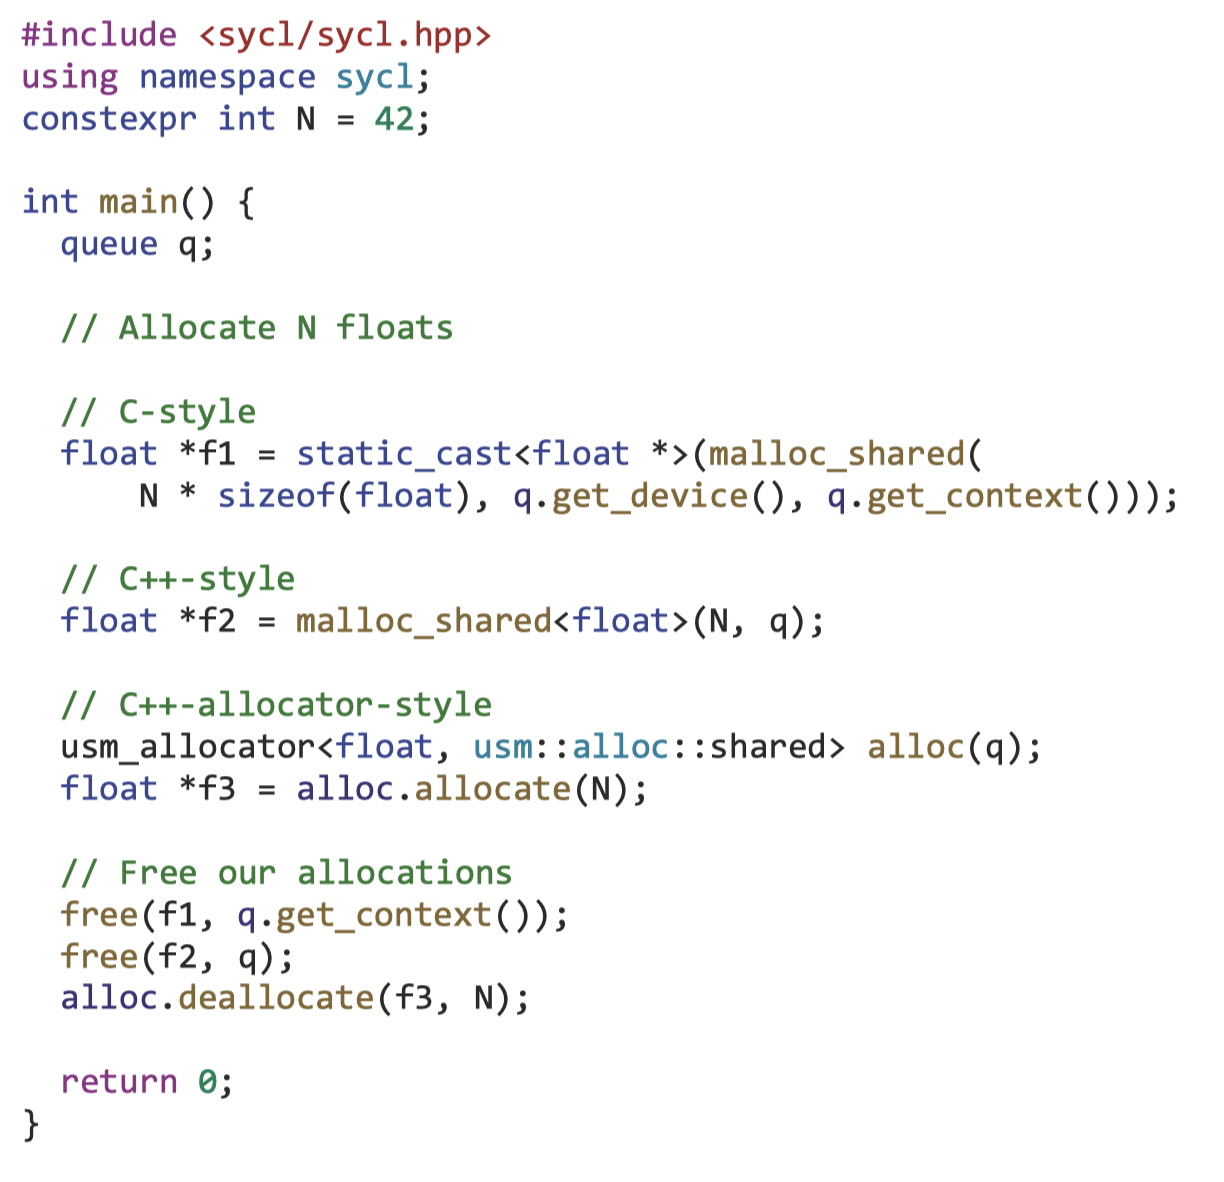 #include <sycl/sycl.hpp>
using namespace sycl;
constexpr int N = 42;

int main() {
  queue q;

  // Allocate N floats

  // C-style
  float *f1 = static_cast<float *>(malloc_shared(
      N * sizeof(float), q.get_device(), q.get_context()));

  // C++-style
  float *f2 = malloc_shared<float>(N, q);

  // C++-allocator-style
  usm_allocator<float, usm::alloc::shared> alloc(q);
  float *f3 = alloc.allocate(N);

  // Free our allocations
  free(f1, q.get_context());
  free(f2, q);
  alloc.deallocate(f3, N);

  return 0;
}